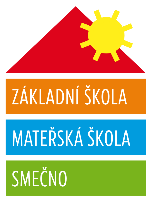 ZÁKLADNÍ ŠKOLA
MATEŘSKÁ ŠKOLA
SMEČNO